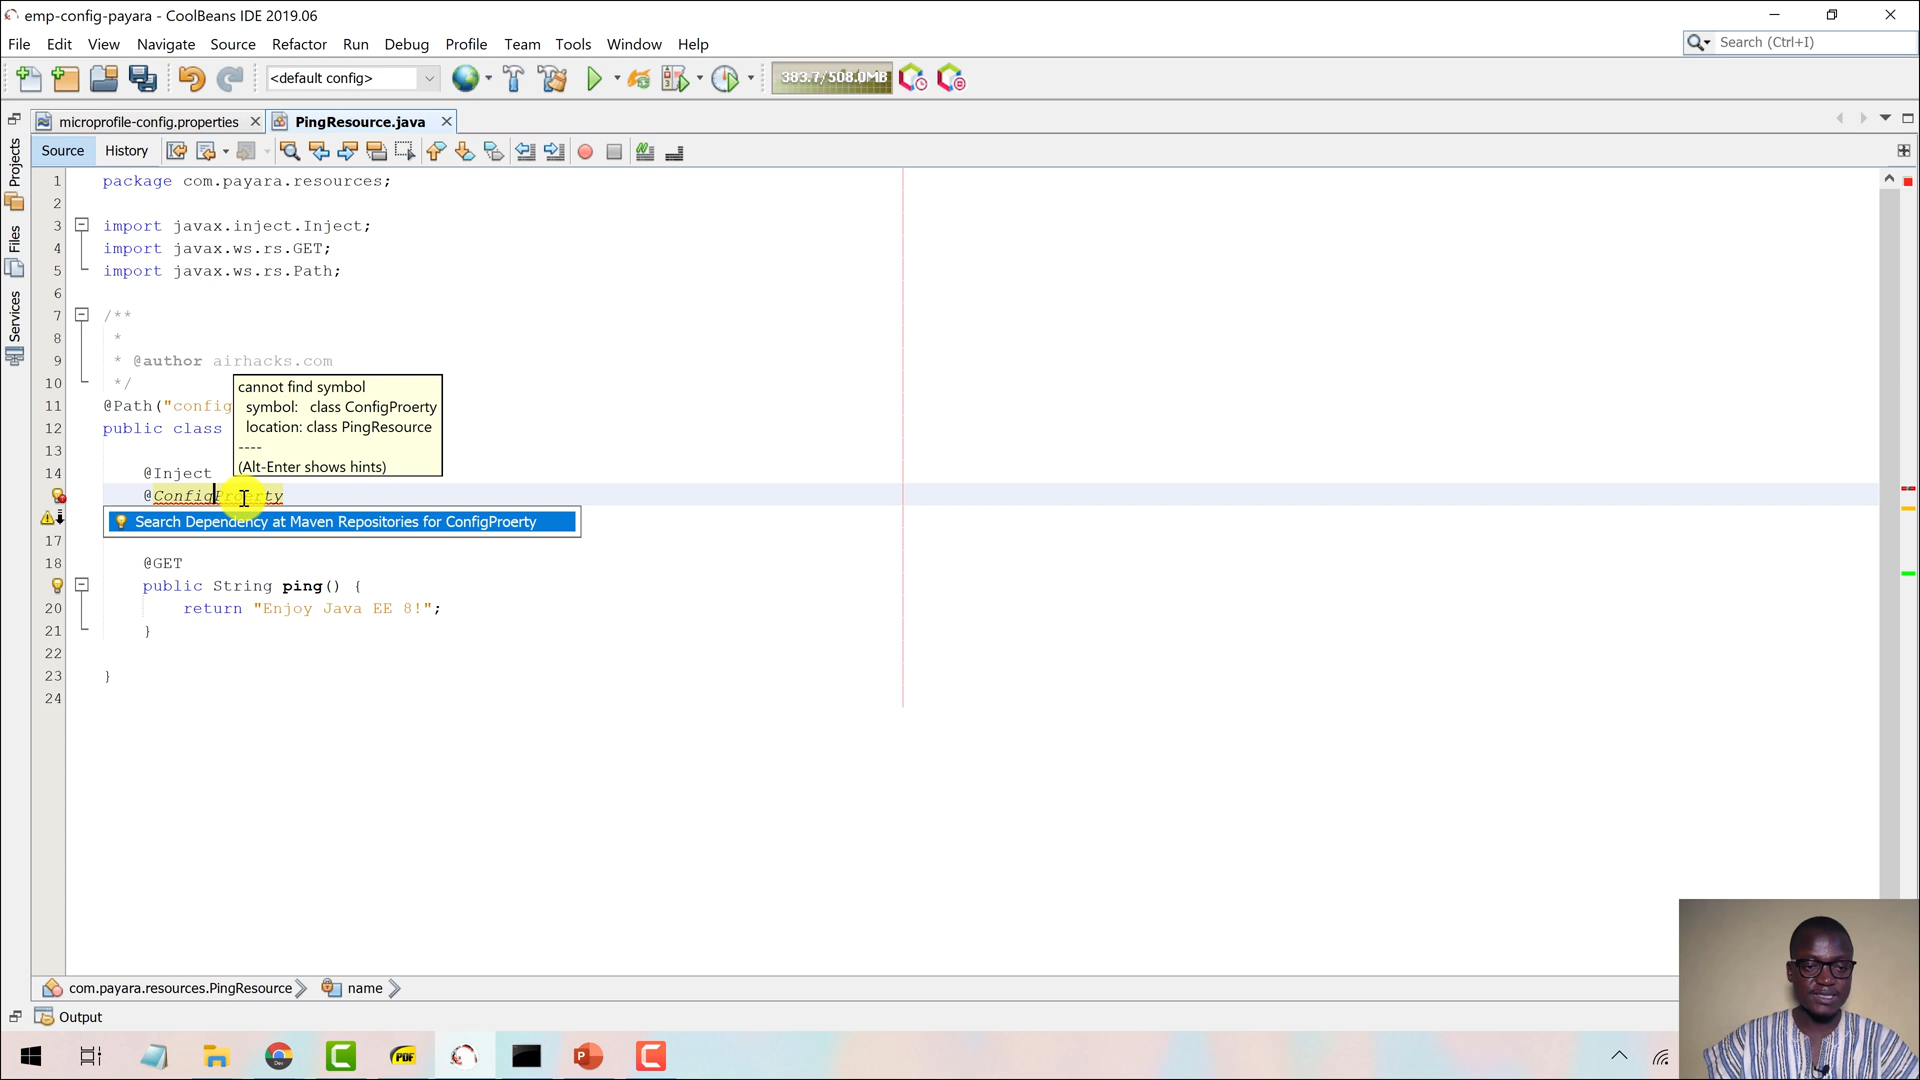 emp-config-payara - CoolBeans IDE 2019.06
File Edit View Navigate Source Refactor Run Debug Profile Team Tools Window Help
Search (Ctrl+I)
<default config>
383.7/508.0MB
microprofile-config.properties
PingResource.java
Source History
Projects
Files
Services
1 package com.payara.resources;
2
3 import javax.inject.Inject;
4 import javax.ws.rs.GET;
5 import javax.ws.rs.Path;
6
7 /**
8 *
9 * @author airhacks.com
10 */
11 @Path("config
12 public class
13
14 @Inject
@ConfigProerty
17
18 @GET
public String ping() {
20 return "Enjoy Java EE 8!";
21 }
22
23 }
24
cannot find symbol
symbol: class ConfigProerty
location: class PingResource
----
(Alt-Enter shows hints)
Search Dependency at Maven Repositories for ConfigProerty
com.payara.resources.PingResource
name
Output
Dev
PDF
P